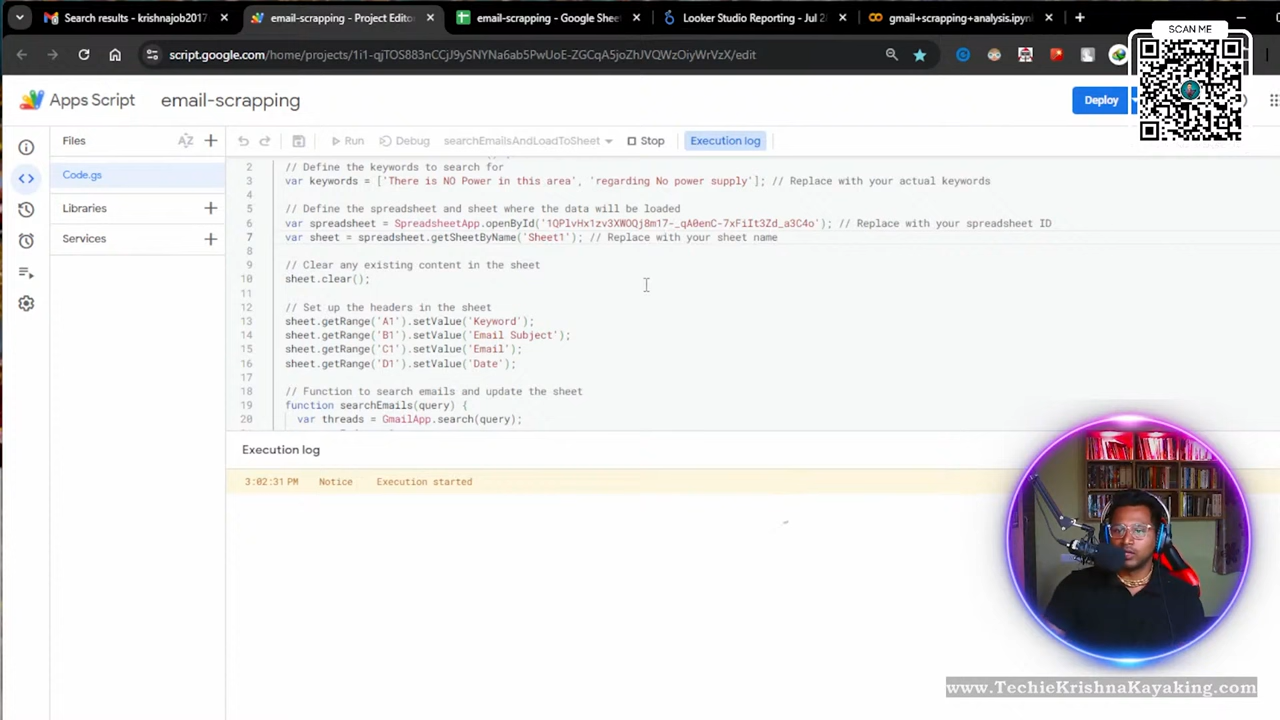 Search results - krishnajob2017
email-scrapping - Project Edito
email-scrapping - Google Shee
Looker Studio Reporting - Jul 2
gmail+scrapping+analysis.ipynl
SCAN ME
script.google.com/home/projects/1i1-qjTOS883nCCjJ9ySNYNa6ab5PwUoE-ZGCqA5joZhJVQWzOiyWrVzX/edit
Apps Script
email-scrapping
Deploy
Files
AZ
Run
Debug
searchEmailsAndLoadToSheet
Stop
Execution log
Code.gs
Libraries
Services
2 // Define the keywords to search for
3 var keywords = ['There is NO Power in this area', 'regarding No power supply']; // Replace with your actual keywords
4
5 // Define the spreadsheet and sheet where the data will be loaded
6 var spreadsheet = SpreadsheetApp.openById('1QPlvHx1zv3XWOQj8m17-_qA0enC-7xFiIt3Zd_a3C4o'); // Replace with your spreadsheet ID
7 var sheet = spreadsheet.getSheetByName('Sheet1'); // Replace with your sheet name
8
9 // Clear any existing content in the sheet
10 sheet.clear();
11
12 // Set up the headers in the sheet
13 sheet.getRange('A1').setValue('Keyword');
14 sheet.getRange('B1').setValue('Email Subject');
15 sheet.getRange('C1').setValue('Email');
16 sheet.getRange('D1').setValue('Date');
17
18 // Function to search emails and update the sheet
19 function searchEmails(query) {
20 var threads = GmailApp.search(query);
Execution log
3:02:31 PM Notice Execution started
www.TechieKrishnaKayaking.com